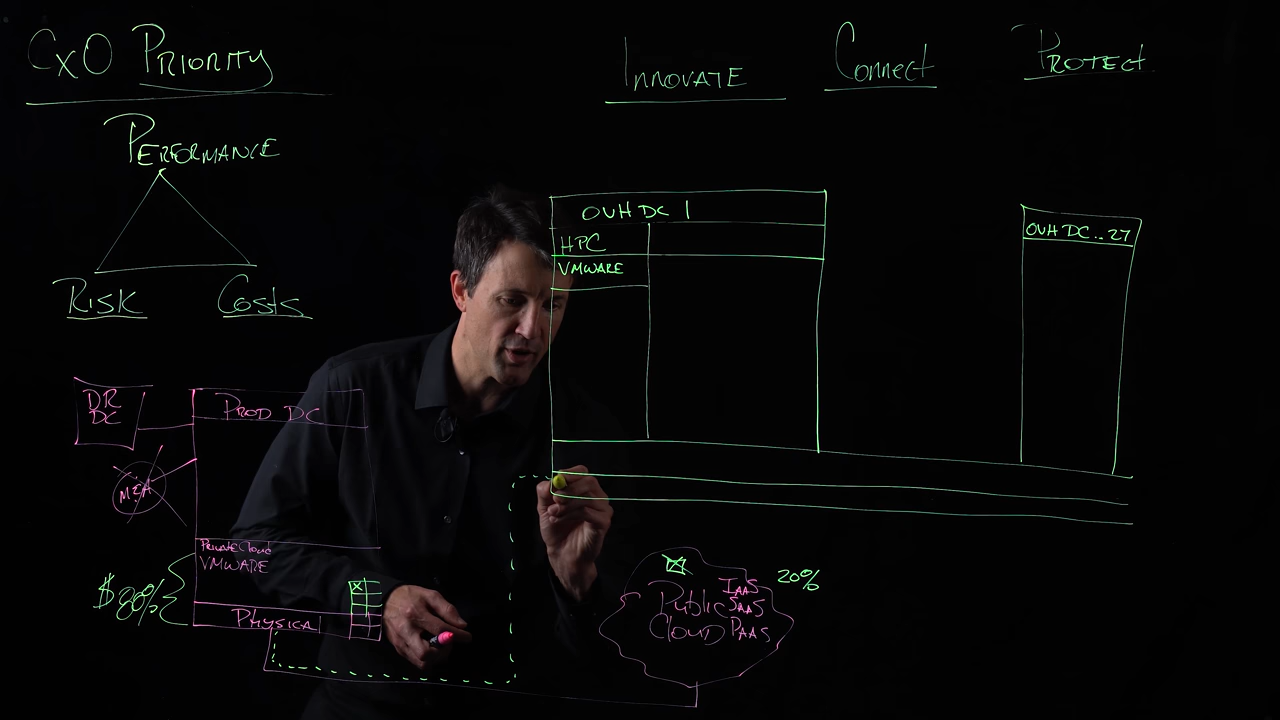 CxO PRIORITY
INNOVATE
CONNECT
PROTECT
PERFORMANCE
RISK
COSTS
OVH DC 1
HPC
VMWARE
OVH DC .. 27
DR
DC
PROD DC
M&A
PRIVATE CLOUD
VMWARE
$ 80%
PHYSICAL
X
PUBLIC
CLOUD
IAAS
SAAS
PAAS
20%